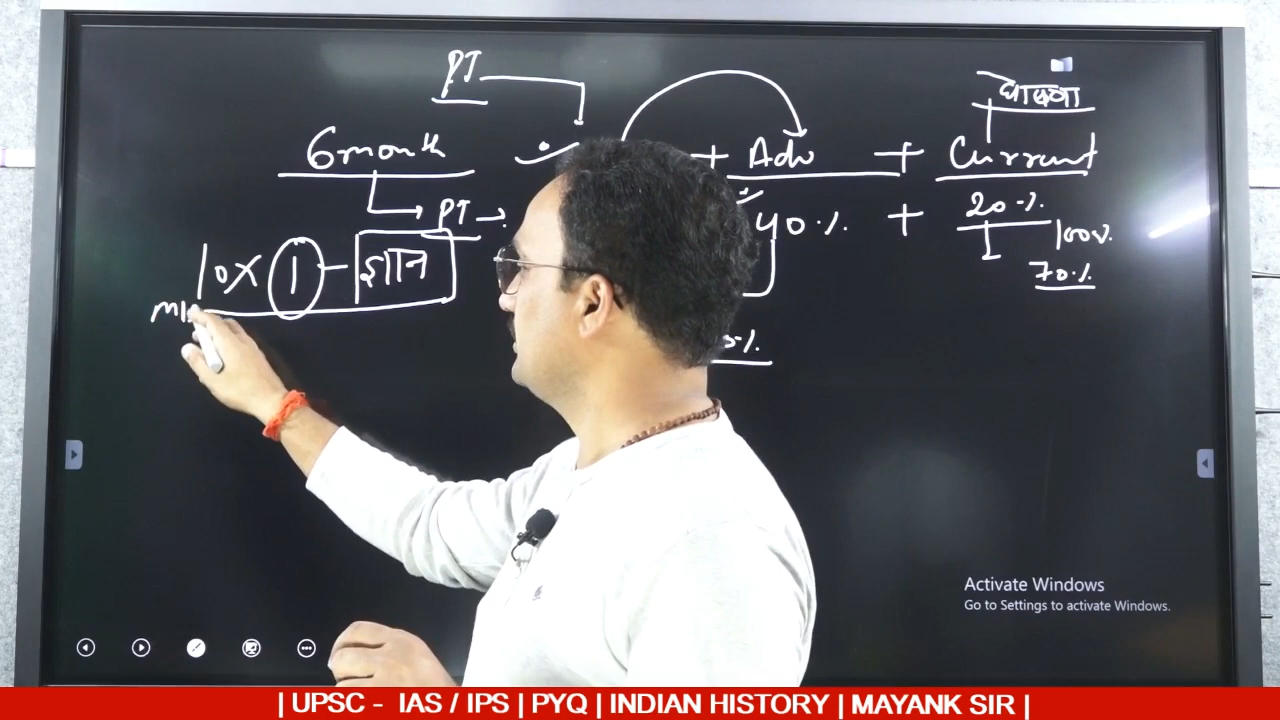 PT
चाकना
6 month + Adv + Current
PT 40% + 20%
100%
10 x 1 - ज्ञान
70%
Activate Windows
Go to Settings to activate Windows.
| UPSC - IAS / IPS | PYQ | INDIAN HISTORY | MAYANK SIR |